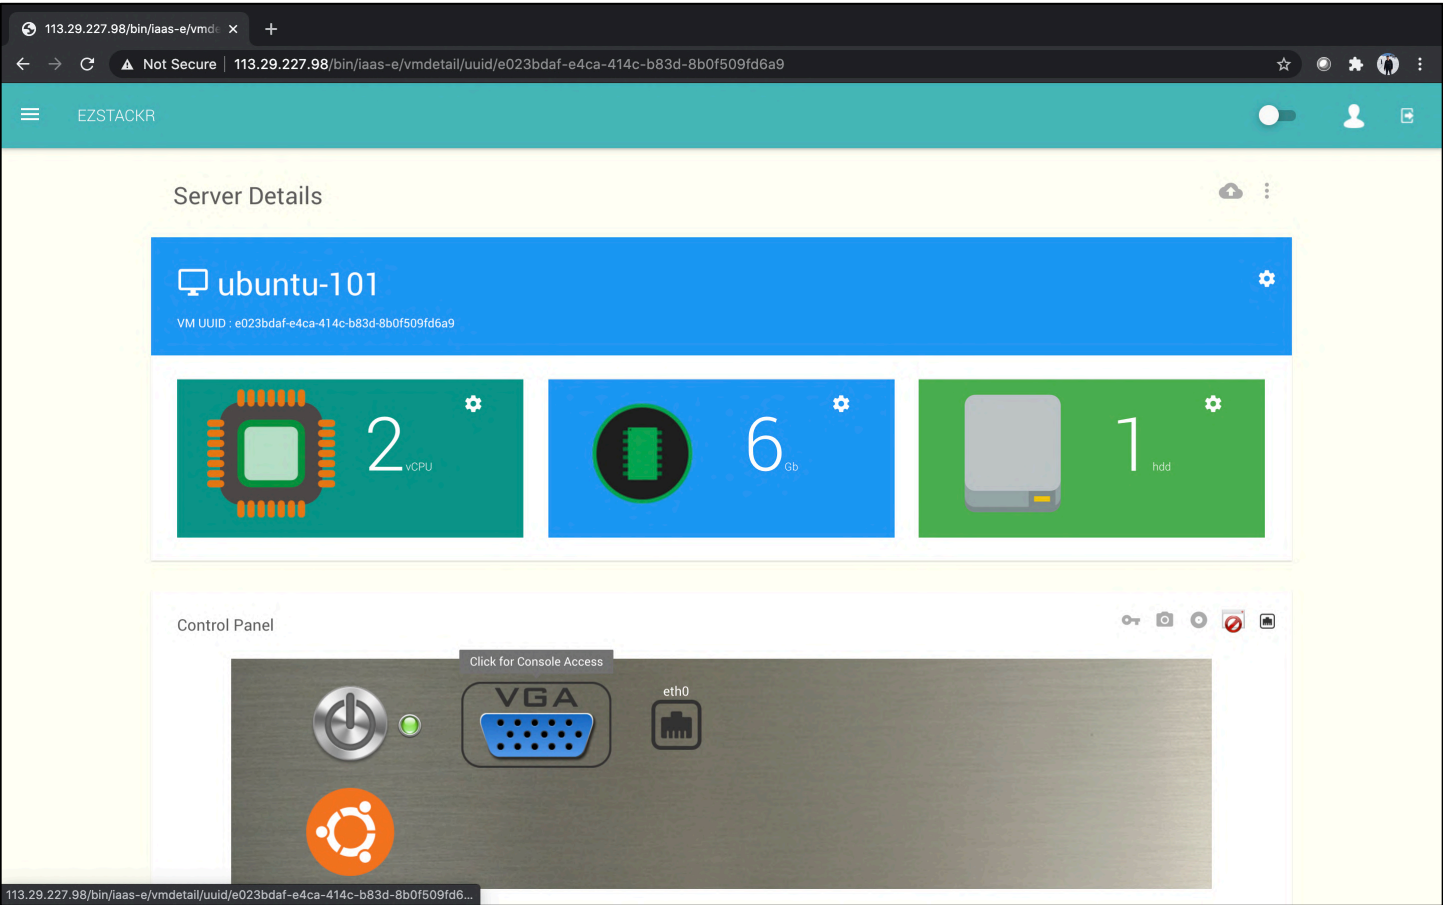 113.29.227.98/bin/iaas-e/vmde
Not Secure | 113.29.227.98/bin/iaas-e/vmdetail/uuid/e023bdaf-e4ca-414c-b83d-8b0f509fd6a9
EZSTACKR
Server Details
ubuntu-101
VM UUID : e023bdaf-e4ca-414c-b83d-8b0f509fd6a9
2 vCPU
6 Gb
1 hdd
Control Panel
Click for Console Access
VGA
eth0
113.29.227.98/bin/iaas-e/vmdetail/uuid/e023bdaf-e4ca-414c-b83d-8b0f509fd6...